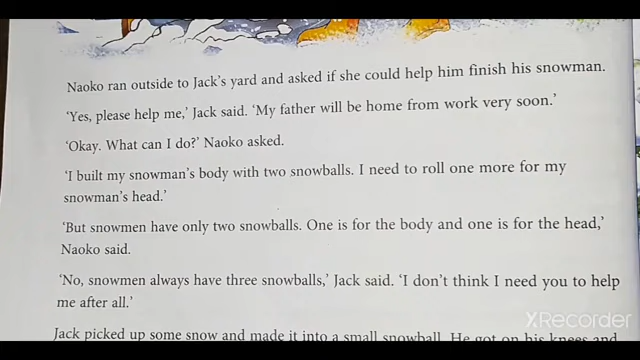 Naoko ran outside to Jack's yard and asked if she could help him finish his snowman.
'Yes, please help me,' Jack said. 'My father will be home from work very soon.'
'Okay. What can I do?' Naoko asked.
'I built my snowman's body with two snowballs. I need to roll one more for my
snowman's head.'
'But snowmen have only two snowballs. One is for the body and one is for the head,'
Naoko said.
'No, snowmen always have three snowballs,' Jack said. 'I don't think I need you to help
me after all.'
XRecorder
Jack picked up some snow and made it into a small snowball. He got on his knees and